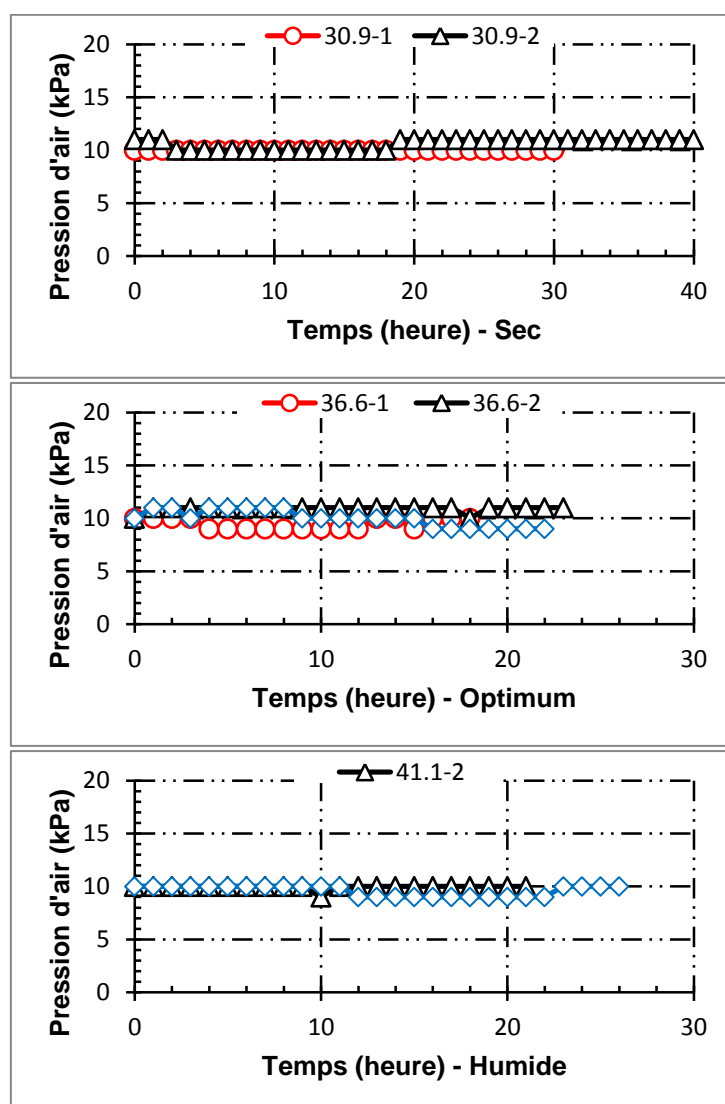 30.9-1 30.9-2
Pression d'air (kPa)
20
15
10
5
0
0 10 20 30 40
Temps (heure) - Sec
36.6-1 36.6-2
Pression d'air (kPa)
20
15
10
5
0
0 10 20 30
Temps (heure) - Optimum
41.1-2
Pression d'air (kPa)
20
15
10
5
0
0 10 20 30
Temps (heure) - Humide